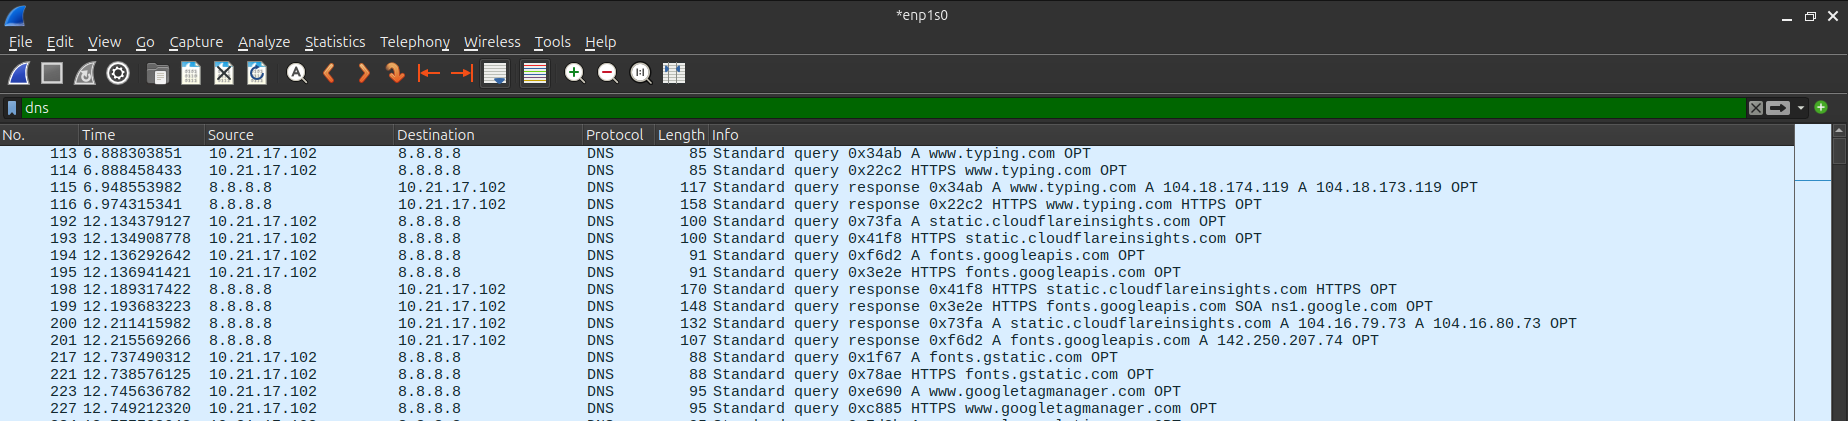 *enp1s0
File Edit View Go Capture Analyze Statistics Telephony Wireless Tools Help
dns
No. Time Source Destination Protocol Length Info
113 6.888303851 10.21.17.102 8.8.8.8 DNS 85 Standard query 0x34ab A www.typing.com OPT
114 6.888458433 10.21.17.102 8.8.8.8 DNS 85 Standard query 0x22c2 HTTPS www.typing.com OPT
115 6.948553982 8.8.8.8 10.21.17.102 DNS 117 Standard query response 0x34ab A www.typing.com A 104.18.174.119 A 104.18.173.119 OPT
116 6.974315341 8.8.8.8 10.21.17.102 DNS 158 Standard query response 0x22c2 HTTPS www.typing.com HTTPS OPT
192 12.134379127 10.21.17.102 8.8.8.8 DNS 100 Standard query 0x73fa A static.cloudflareinsights.com OPT
193 12.134908778 10.21.17.102 8.8.8.8 DNS 100 Standard query 0x41f8 HTTPS static.cloudflareinsights.com OPT
194 12.136292642 10.21.17.102 8.8.8.8 DNS 91 Standard query 0xf6d2 A fonts.googleapis.com OPT
195 12.136941421 10.21.17.102 8.8.8.8 DNS 91 Standard query 0x3e2e HTTPS fonts.googleapis.com OPT
198 12.189317422 8.8.8.8 10.21.17.102 DNS 170 Standard query response 0x41f8 HTTPS static.cloudflareinsights.com HTTPS OPT
199 12.193683223 8.8.8.8 10.21.17.102 DNS 148 Standard query response 0x3e2e HTTPS fonts.googleapis.com SOA ns1.google.com OPT
200 12.211415982 8.8.8.8 10.21.17.102 DNS 132 Standard query response 0x73fa A static.cloudflareinsights.com A 104.16.79.73 A 104.16.80.73 OPT
201 12.215569266 8.8.8.8 10.21.17.102 DNS 107 Standard query response 0xf6d2 A fonts.googleapis.com A 142.250.207.74 OPT
217 12.737490312 10.21.17.102 8.8.8.8 DNS 88 Standard query 0x1f67 A fonts.gstatic.com OPT
221 12.738576125 10.21.17.102 8.8.8.8 DNS 88 Standard query 0x78ae HTTPS fonts.gstatic.com OPT
223 12.745636782 10.21.17.102 8.8.8.8 DNS 95 Standard query 0xe690 A www.googletagmanager.com OPT
227 12.749212320 10.21.17.102 8.8.8.8 DNS 95 Standard query 0xc885 HTTPS www.googletagmanager.com OPT